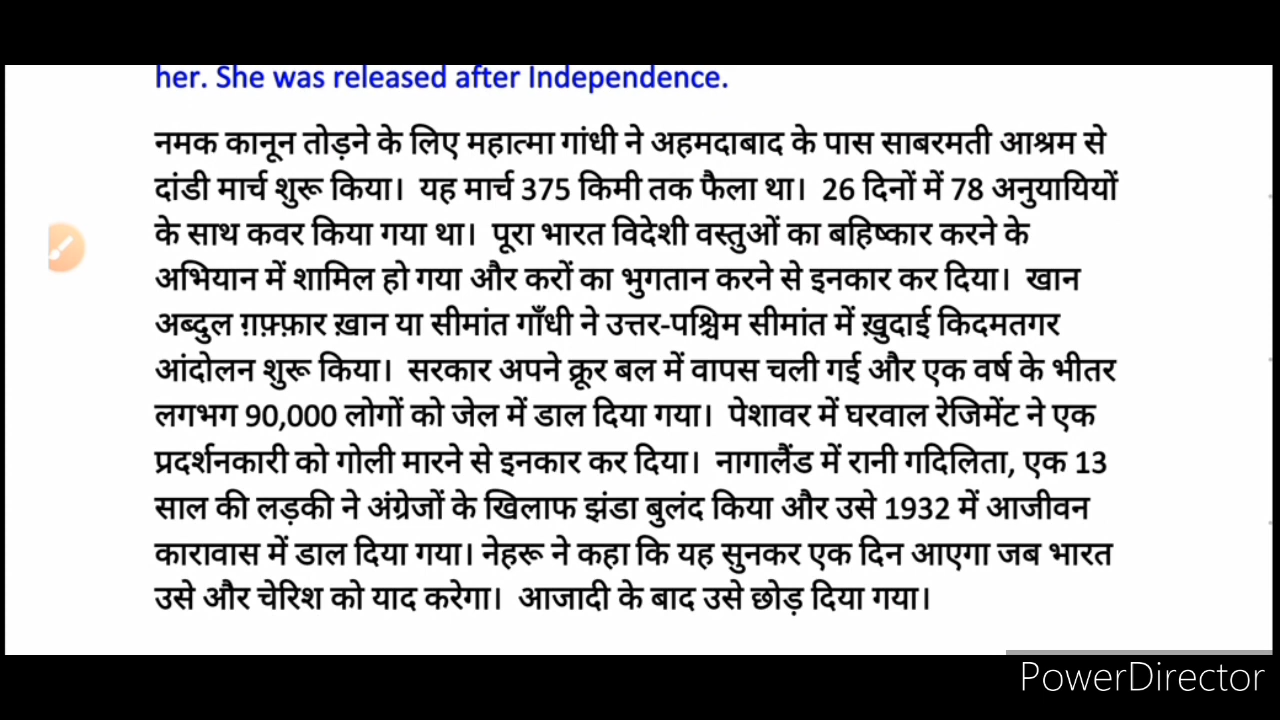 her. She was released after Independence.
नमक कानून तोड़ने के लिए महात्मा गांधी ने अहमदाबाद के पास साबरमती आश्रम से
दांडी मार्च शुरू किया। यह मार्च 375 किमी तक फैला था। 26 दिनों में 78 अनुयायियों
के साथ कवर किया गया था। पूरा भारत विदेशी वस्तुओं का बहिष्कार करने के
अभियान में शामिल हो गया और करों का भुगतान करने से इनकार कर दिया। खान
अब्दुल ग़फ़्फ़ार ख़ान या सीमांत गाँधी ने उत्तर-पश्चिम सीमांत में ख़ुदाई किदमतगर
आंदोलन शुरू किया। सरकार अपने क्रूर बल में वापस चली गई और एक वर्ष के भीतर
लगभग 90,000 लोगों को जेल में डाल दिया गया। पेशावर में घरवाल रेजिमेंट ने एक
प्रदर्शनकारी को गोली मारने से इनकार कर दिया। नागालैंड में रानी गदिलिता, एक 13
साल की लड़की ने अंग्रेजों के खिलाफ झंडा बुलंद किया और उसे 1932 में आजीवन
कारावास में डाल दिया गया। नेहरू ने कहा कि यह सुनकर एक दिन आएगा जब भारत
उसे और चेरिश को याद करेगा। आजादी के बाद उसे छोड़ दिया गया।
PowerDirector